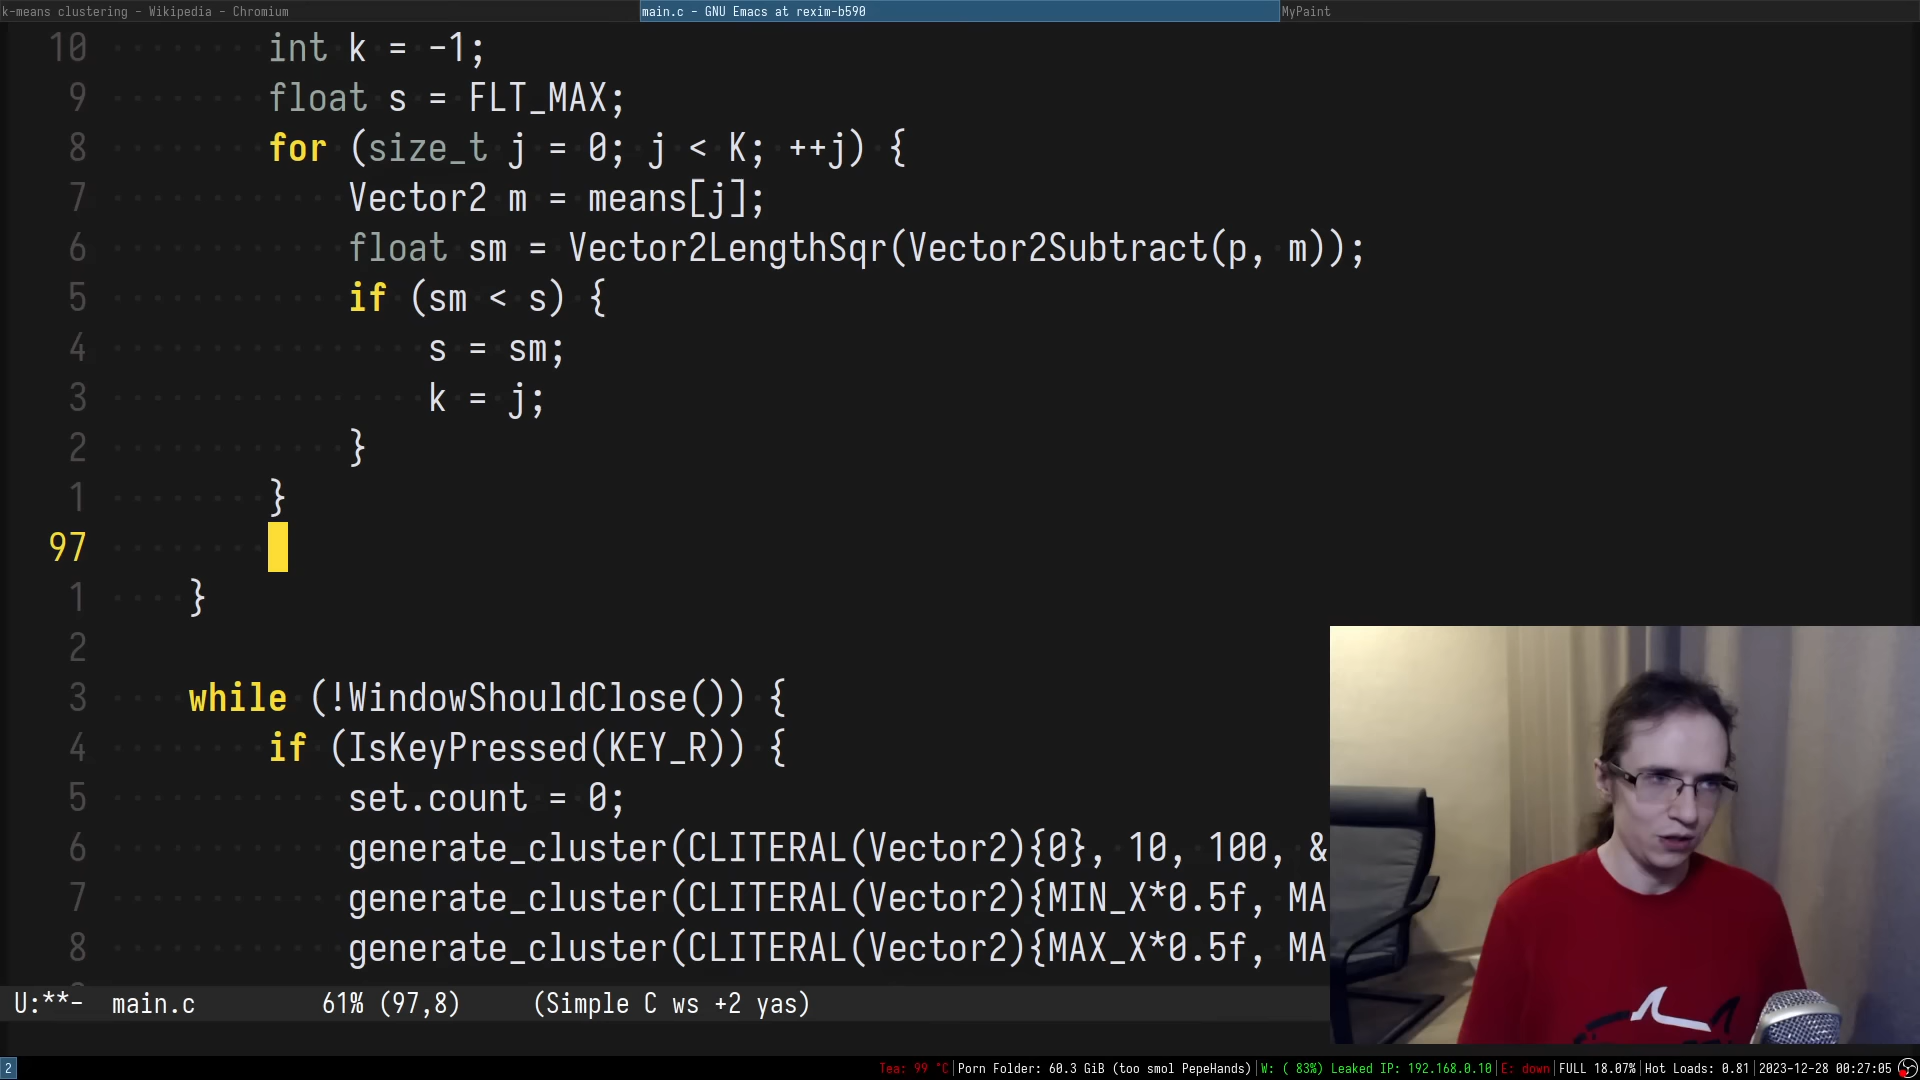 k-means clustering - Wikipedia - Chromium
main.c - GNU Emacs at rexim-b590
MyPaint
10 int k = -1;
9 float s = FLT_MAX;
8 for (size_t j = 0; j < K; ++j) {
7 Vector2 m = means[j];
6 float sm = Vector2LengthSqr(Vector2Subtract(p, m));
5 if (sm < s) {
4 s = sm;
3 k = j;
2 }
1 }
97
1 }
2
3 while (!WindowShouldClose()) {
4 if (IsKeyPressed(KEY_R)) {
5 set.count = 0;
6 generate_cluster(CLITERAL(Vector2){0}, 10, 100, &
7 generate_cluster(CLITERAL(Vector2){MIN_X*0.5f, MA
8 generate_cluster(CLITERAL(Vector2){MAX_X*0.5f, MA
U:**- main.c 61% (97,8) (Simple C ws +2 yas)
2 Tea: 99 °C|Porn Folder: 60.3 GiB (too smol PepeHands)|W: ( 83%) Leaked IP: 192.168.0.10|E: down|FULL 18.07%|Hot Loads: 0.81|2023-12-28 00:27:05